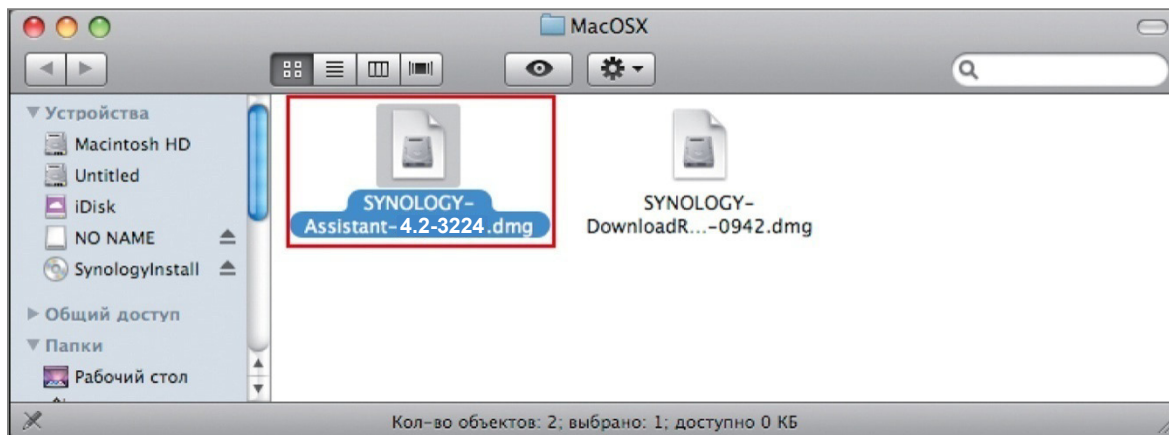 MacOSX
Устройства
Macintosh HD
Untitled
iDisk
NO NAME
SynologyInstall
Общий доступ
Папки
Рабочий стол
SYNOLOGY-
Assistant-4.2-3224.dmg
SYNOLOGY-
DownloadR...-0942.dmg
Кол-во объектов: 2; выбрано: 1; доступно 0 КБ